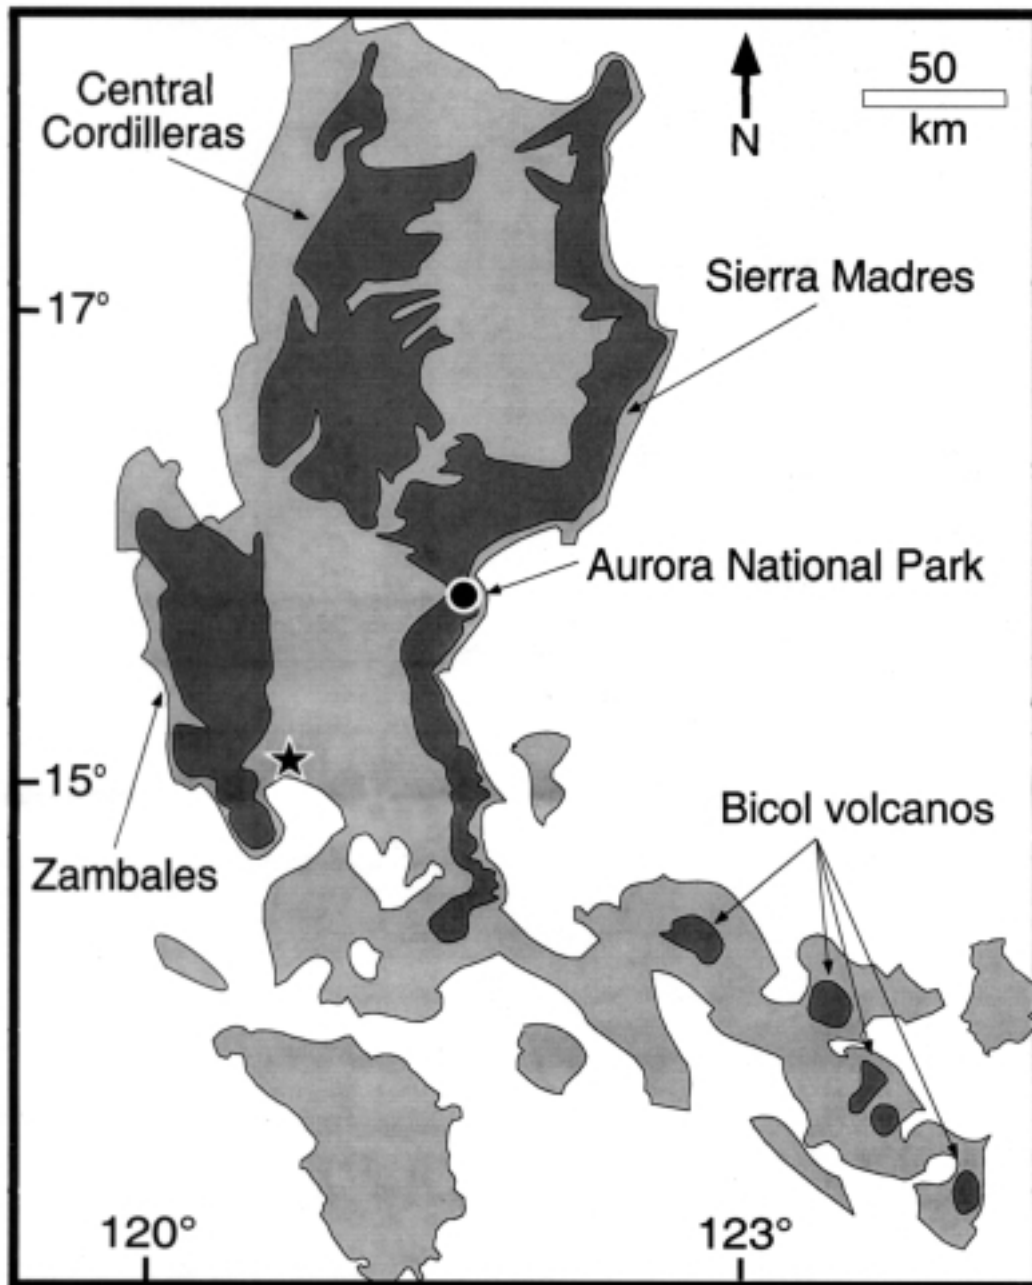 Central
Cordilleras
N
50
km
17°
Sierra Madres
Aurora National Park
15°
Zambales
Bicol volcanos
120°
123°